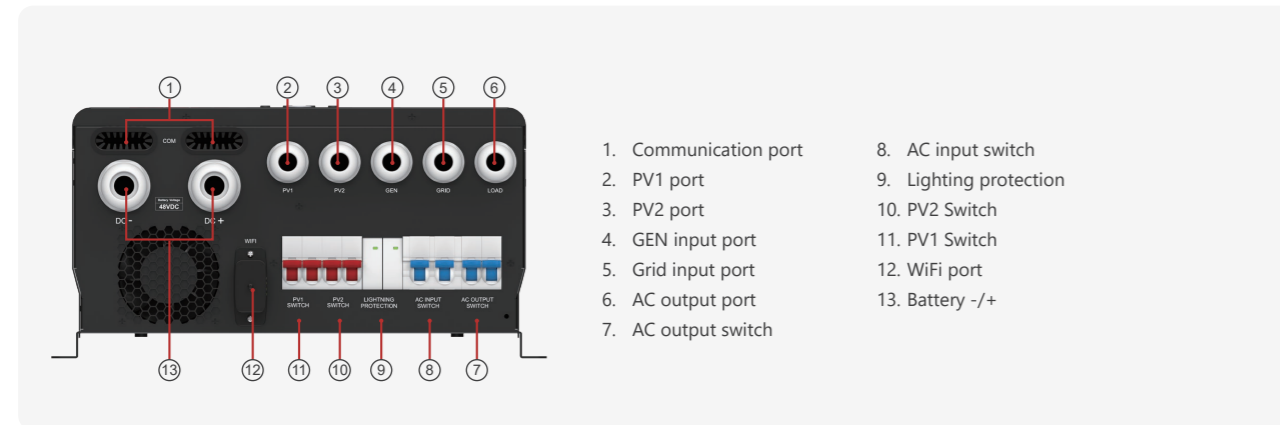 1 2 3 4 5 6
COM
PV1 PV2 GEN GRID LOAD
Battery Voltage
48VDC
DC - DC +
WIFI
PV1 SWITCH
PV2 SWITCH
LIGHTNING PROTECTION
AC INPUT SWITCH
AC OUTPUT SWITCH
13 12 11 10 9 8 7
1. Communication port
2. PV1 port
3. PV2 port
4. GEN input port
5. Grid input port
6. AC output port
7. AC output switch
8. AC input switch
9. Lighting protection
10. PV2 Switch
11. PV1 Switch
12. WiFi port
13. Battery -/+